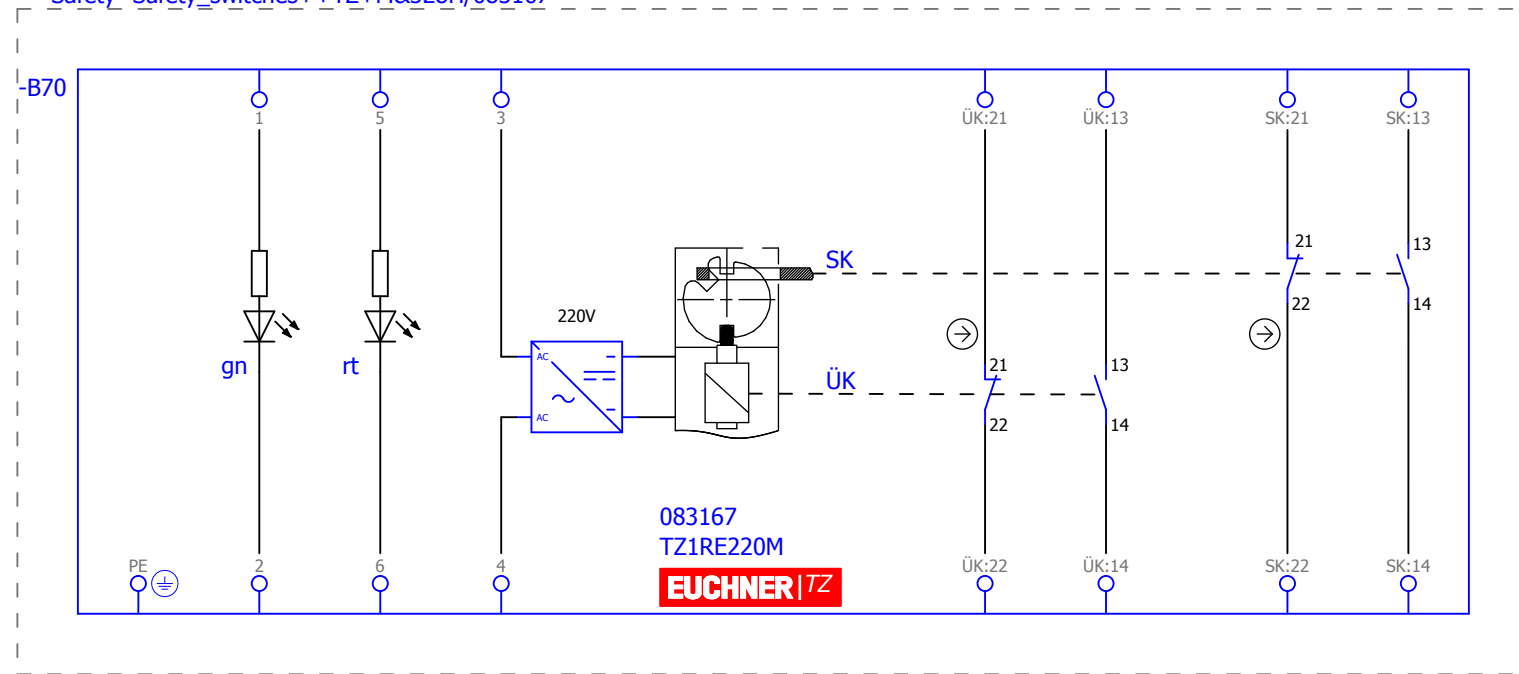 -B70
1 5 3 ÜK:21 ÜK:13 SK:21 SK:13
SK
21 13
22 14
220V
AC
AC
gn rt
ÜK
21 13
22 14
083167
TZ1RE220M
EUCHNER|TZ
PE 2 6 4 ÜK:22 ÜK:14 SK:22 SK:14